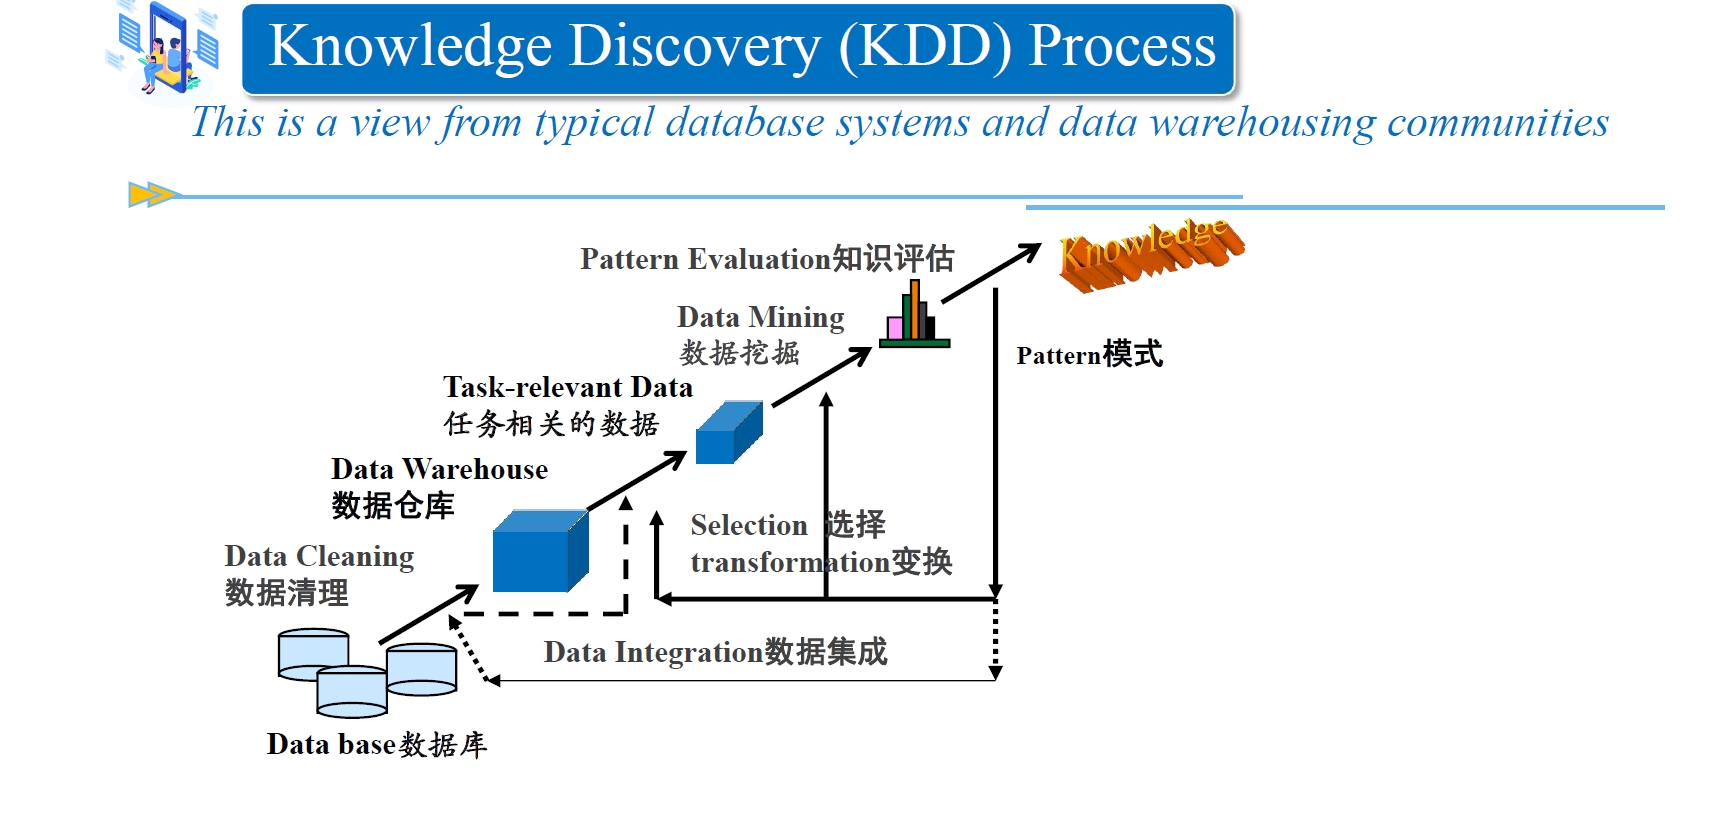 Knowledge Discovery (KDD) Process
This is a view from typical database systems and data warehousing communities
Knowledge
Pattern Evaluation知识评估
Data Mining
数据挖掘
Pattern模式
Task-relevant Data
任务相关的数据
Data Warehouse
数据仓库
Selection 选择
transformation变换
Data Cleaning
数据清理
Data Integration数据集成
Data base数据库